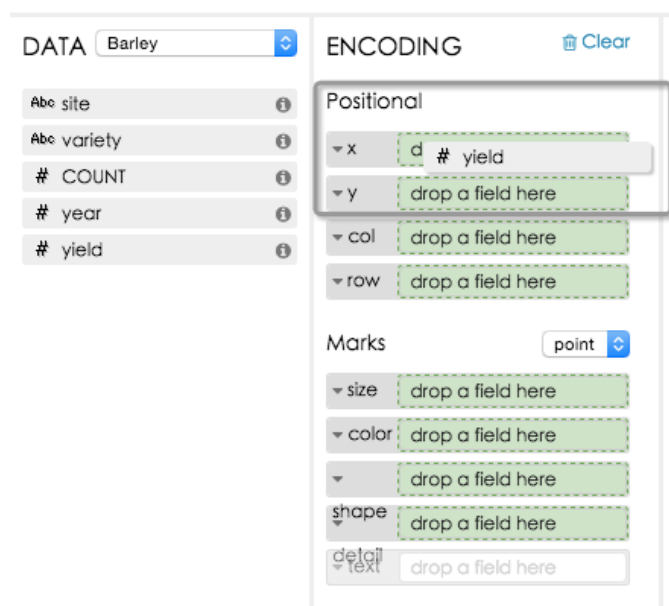 DATA Barley
Abc site
Abc variety
# COUNT
# year
# yield
ENCODING Clear
Positional
x d # yield
y drop a field here
col drop a field here
row drop a field here
Marks point
size drop a field here
color drop a field here
drop a field here
shape
drop a field here
detail
text drop a field here